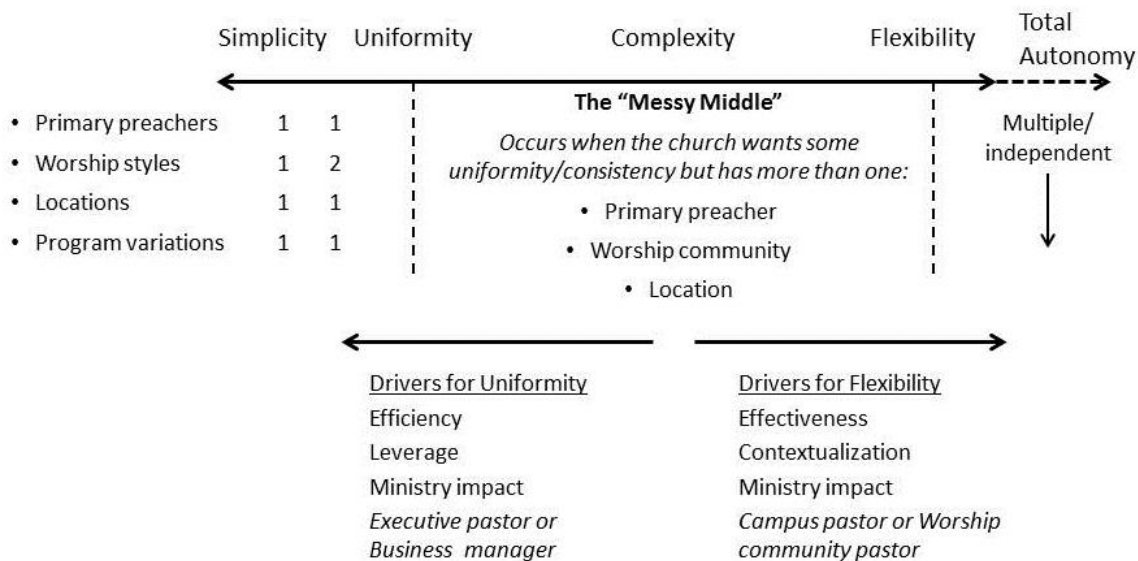 Simplicity Uniformity Complexity Flexibility Total Autonomy
• Primary preachers 1 1
• Worship styles 1 2
• Locations 1 1
• Program variations 1 1
The “Messy Middle”
Occurs when the church wants some
uniformity/consistency but has more than one:
• Primary preacher
• Worship community
• Location
Multiple/
independent
Drivers for Uniformity
Efficiency
Leverage
Ministry impact
Executive pastor or
Business manager
Drivers for Flexibility
Effectiveness
Contextualization
Ministry impact
Campus pastor or Worship
community pastor